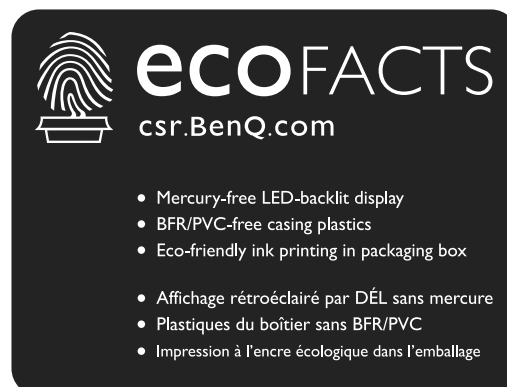 ecoFACTS
csr.BenQ.com
• Mercury-free LED-backlit display
• BFR/PVC-free casing plastics
• Eco-friendly ink printing in packaging box
• Affichage rétroéclairé par DÉL sans mercure
• Plastiques du boîtier sans BFR/PVC
• Impression à l'encre écologique dans l'emballage